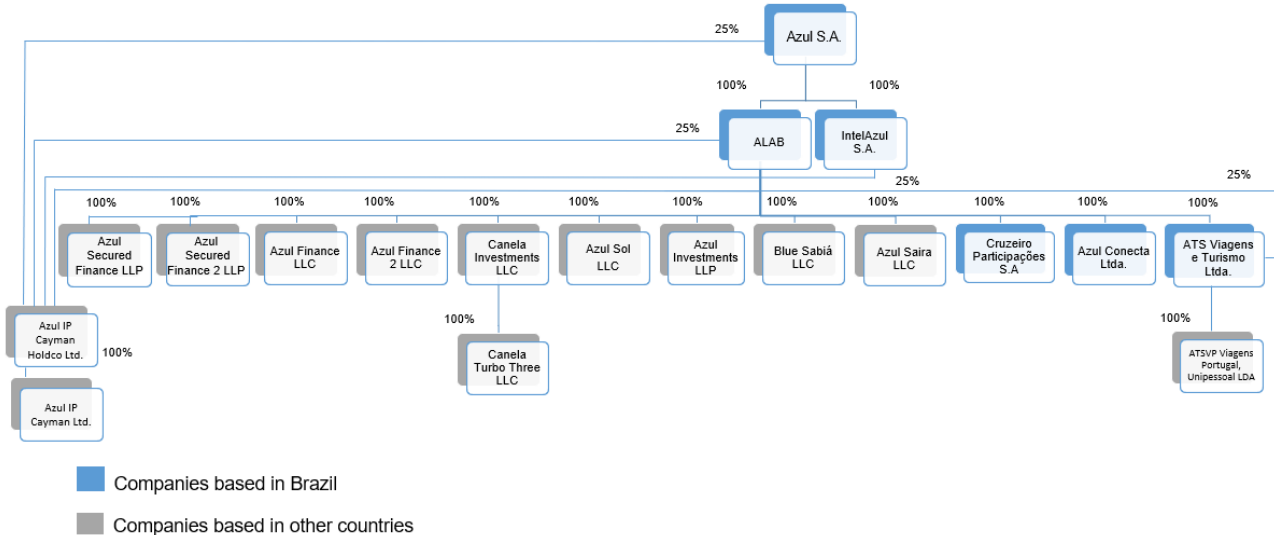 25%
Azul S.A.
100%
100%
25%
ALAB
IntelAzul
S.A.
25%
25%
100%
100%
100%
100%
100%
100%
100%
100%
100%
100%
100%
100%
Azul
Secured
Finance LLP
Azul
Secured
Finance 2 LLP
Azul Finance
LLC
Azul Finance
2 LLC
Canela
Investments
LLC
Azul Sol
LLC
Azul
Investments
LLP
Blue Sabiá
LLC
Azul Saira
LLC
Cruzeiro
Participações
S.A
Azul Conecta
Ltda.
ATS Viagens
e Turismo
Ltda.
Azul IP
Cayman
Holdco Ltd.
100%
100%
Canela
Turbo Three
LLC
100%
ATSVP Viagens
Portugal,
Unipessoal LDA
Azul IP
Cayman Ltd.
Companies based in Brazil
Companies based in other countries